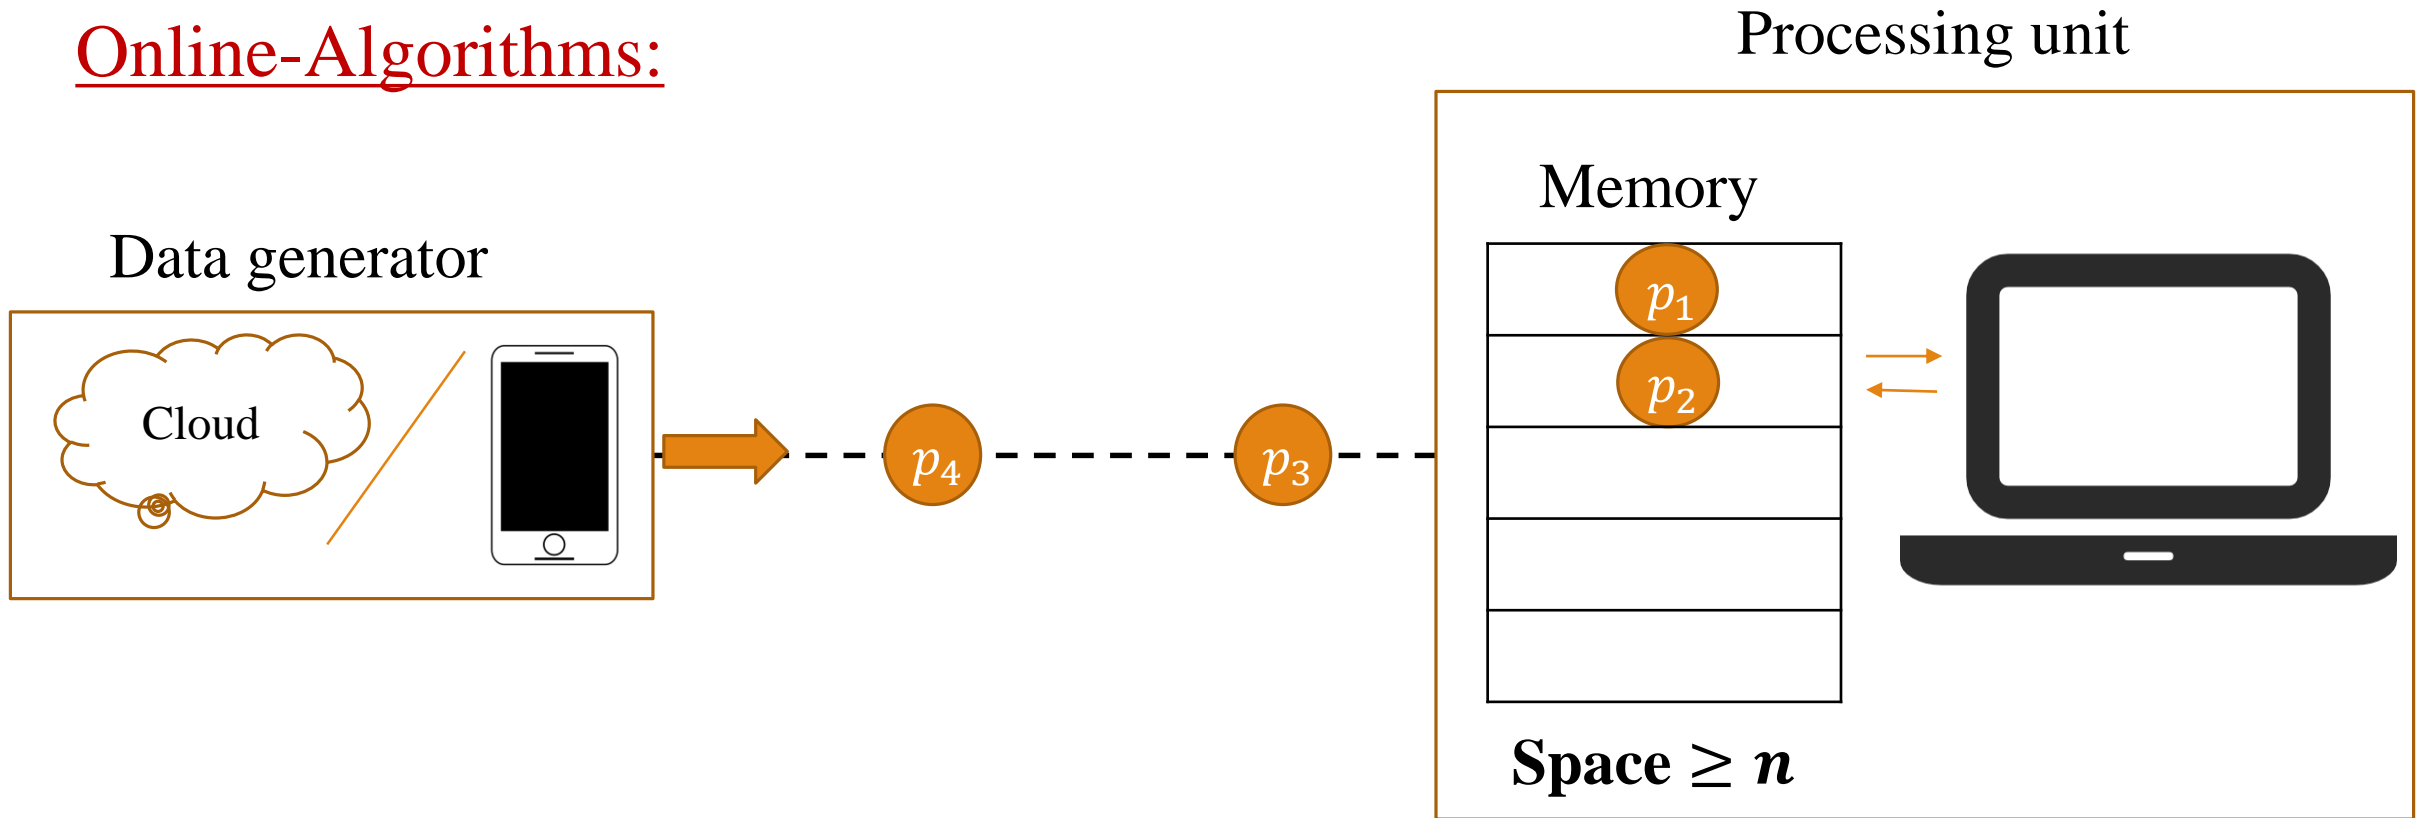 Online-Algorithms:
Processing unit
Memory
Data generator
Cloud
p₁
p₂
p₄
p₃
Space ≥ n